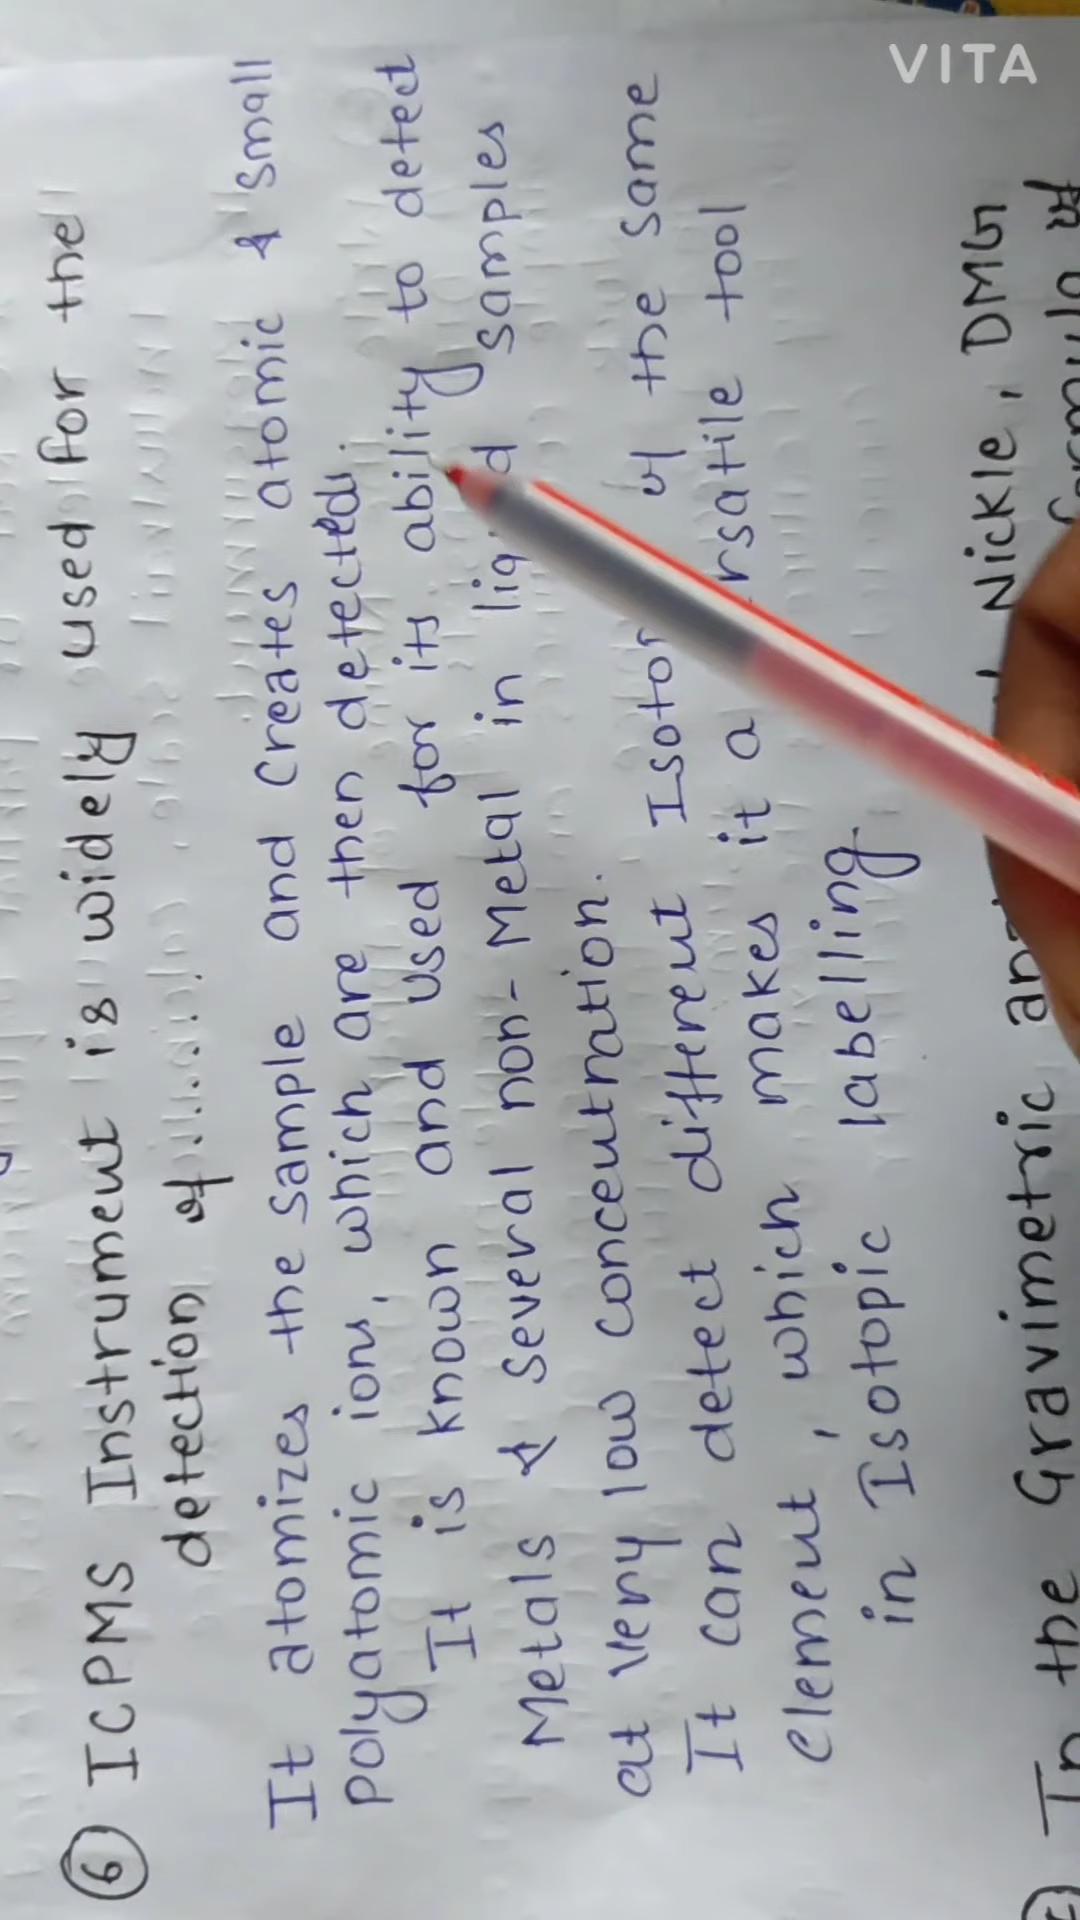 VITA
6 ICPMS Instrument is widely used for the
detection of......
It atomizes the sample and creates atomic & small
polyatomic ions, which are then detected.
It is known and used for its ability to detect
Metals & several non-Metal in samples
at very low concentration.
It can detect different of the same
element, which makes it a tool
in Isotopic labelling
In the Gravimetric Nickle, DMG